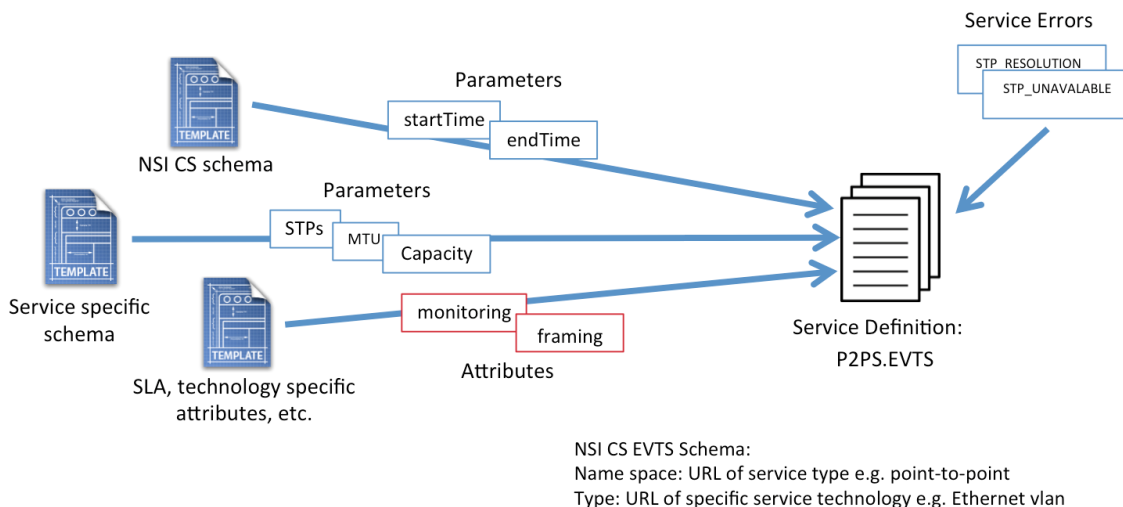 Service Errors
STP_RESOLUTION
STP_UNAVALABLE
Parameters
startTime
endTime
TEMPLATE
NSI CS schema
Parameters
STPs
MTU
Capacity
TEMPLATE
Service specific
schema
monitoring
framing
Attributes
TEMPLATE
SLA, technology specific
attributes, etc.
Service Definition:
P2PS.EVTS
NSI CS EVTS Schema:
Name space: URL of service type e.g. point-to-point
Type: URL of specific service technology e.g. Ethernet vlan